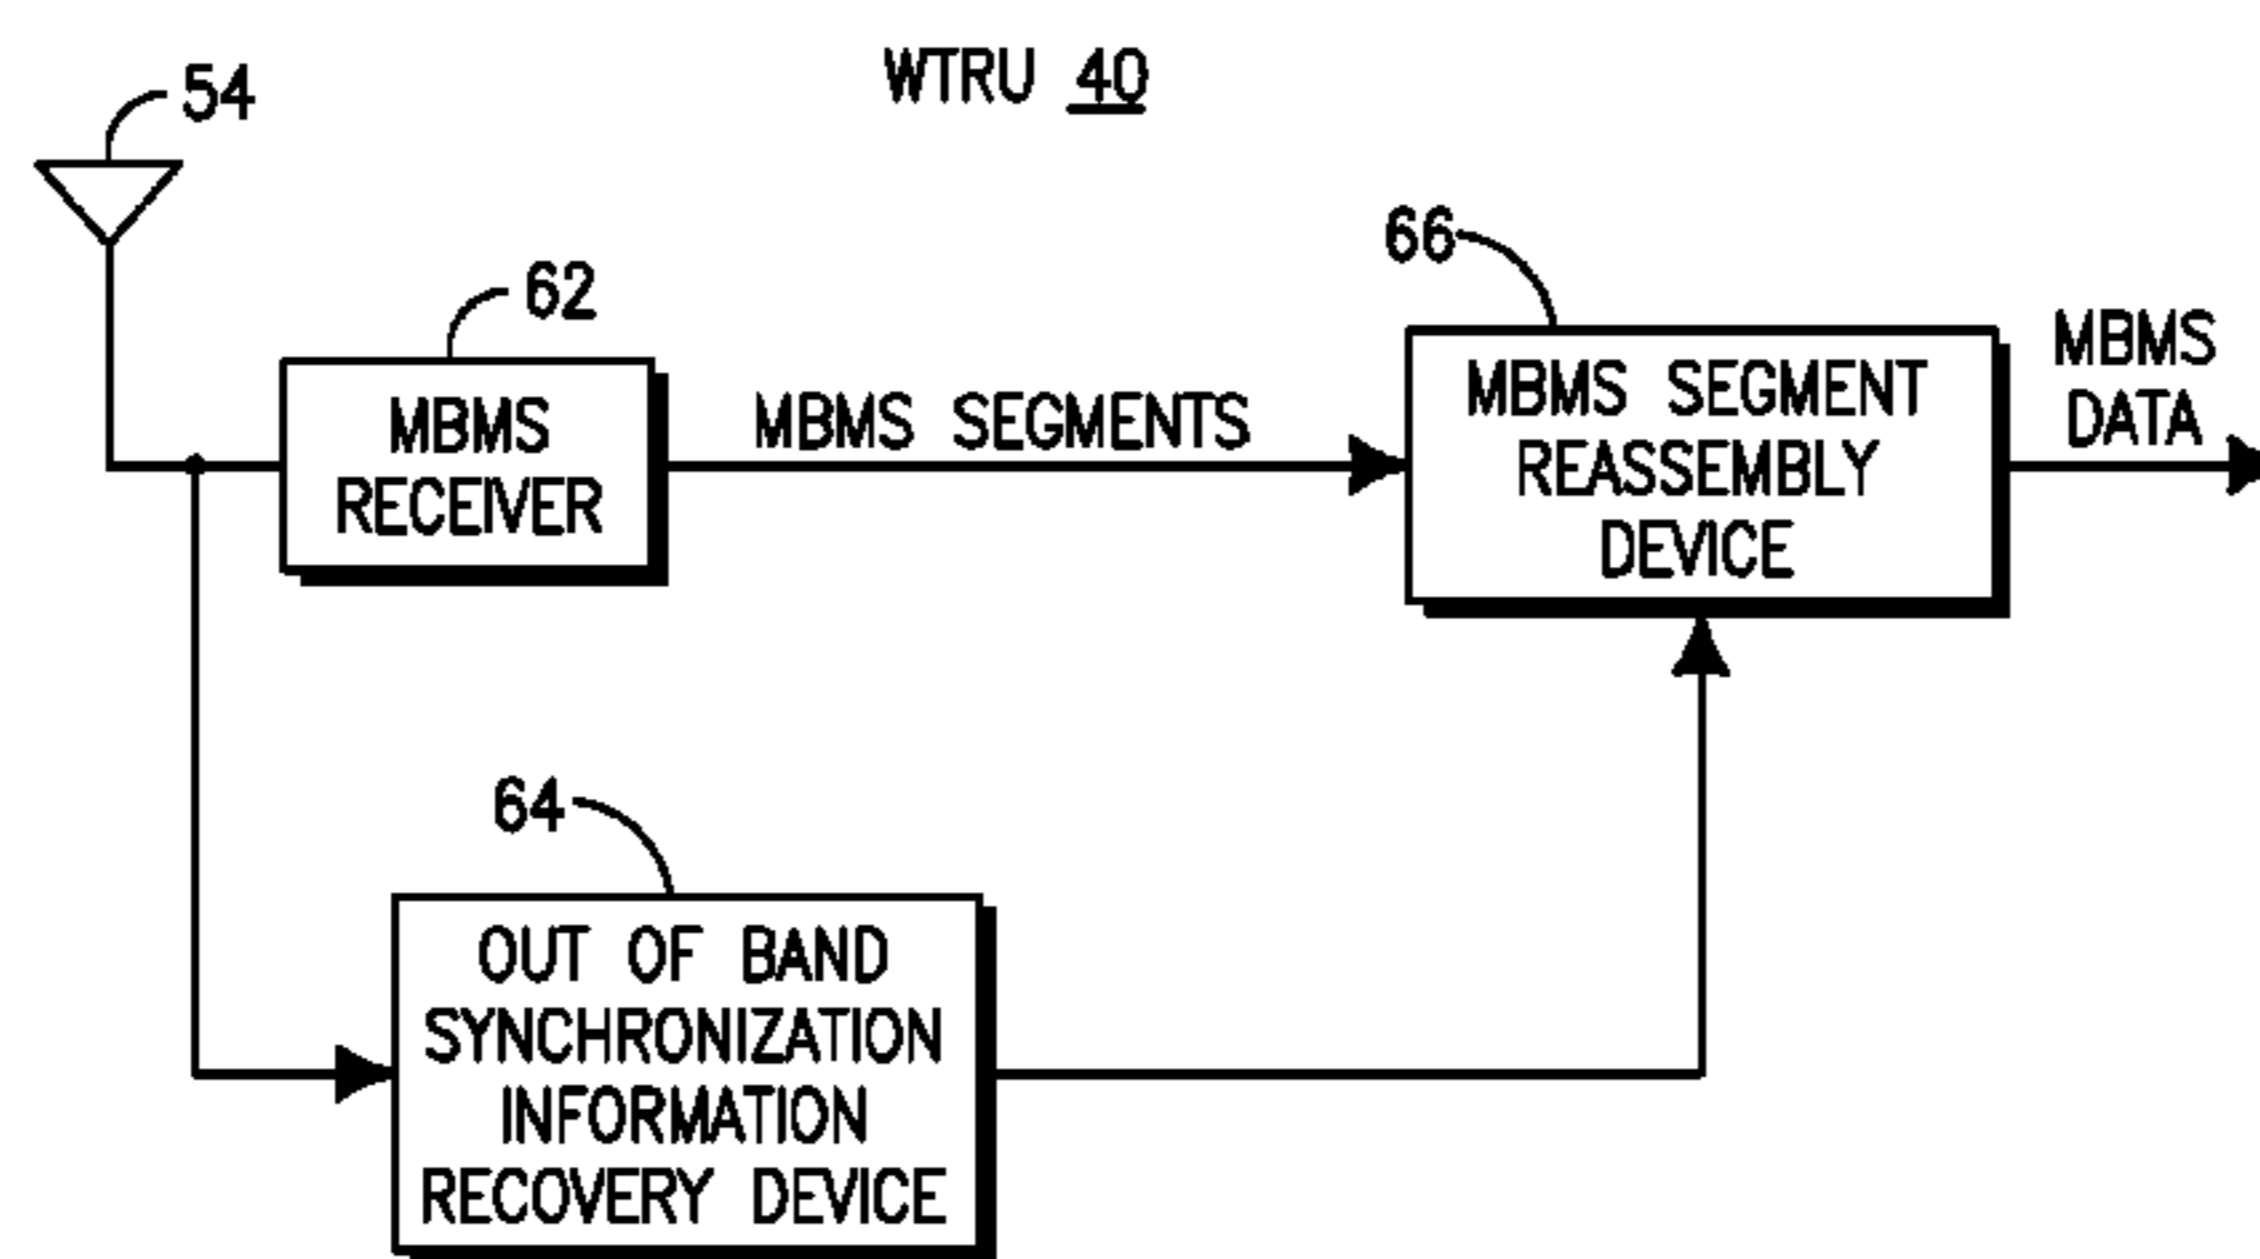 WTRU 40
54
62
66
MBMS
RECEIVER
MBMS SEGMENTS
MBMS SEGMENT
REASSEMBLY
DEVICE
MBMS
DATA
64
OUT OF BAND
SYNCHRONIZATION
INFORMATION
RECOVERY DEVICE